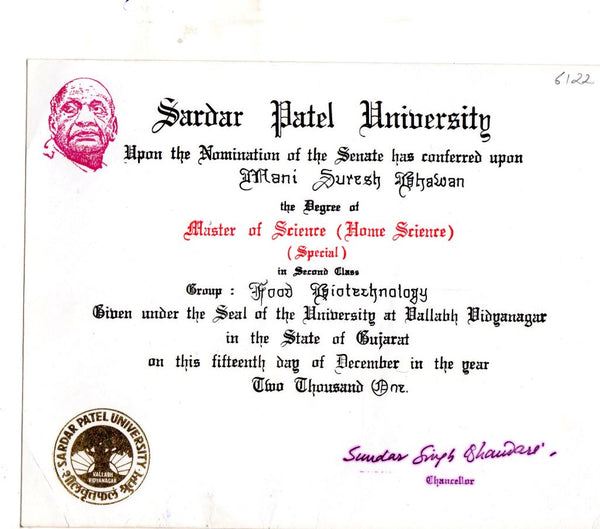 6122
Sardar Patel University
Upon the Nomination of the Senate has conferred upon
Mani Suresh Bhawan
the Degree of
Master of Science (Home Science)
(Special)
in Second Class
Group : Food Biotechnology
Given under the Seal of the University at Vallabh Vidyanagar
in the State of Gujarat
on this fifteenth day of December in the year
Two Thousand One.
SARDAR PATEL UNIVERSITY
VALLABH
VIDYANAGAR
शीलवृत्तफलं श्रुतम्
Sundar Singh Bhandari
Chancellor